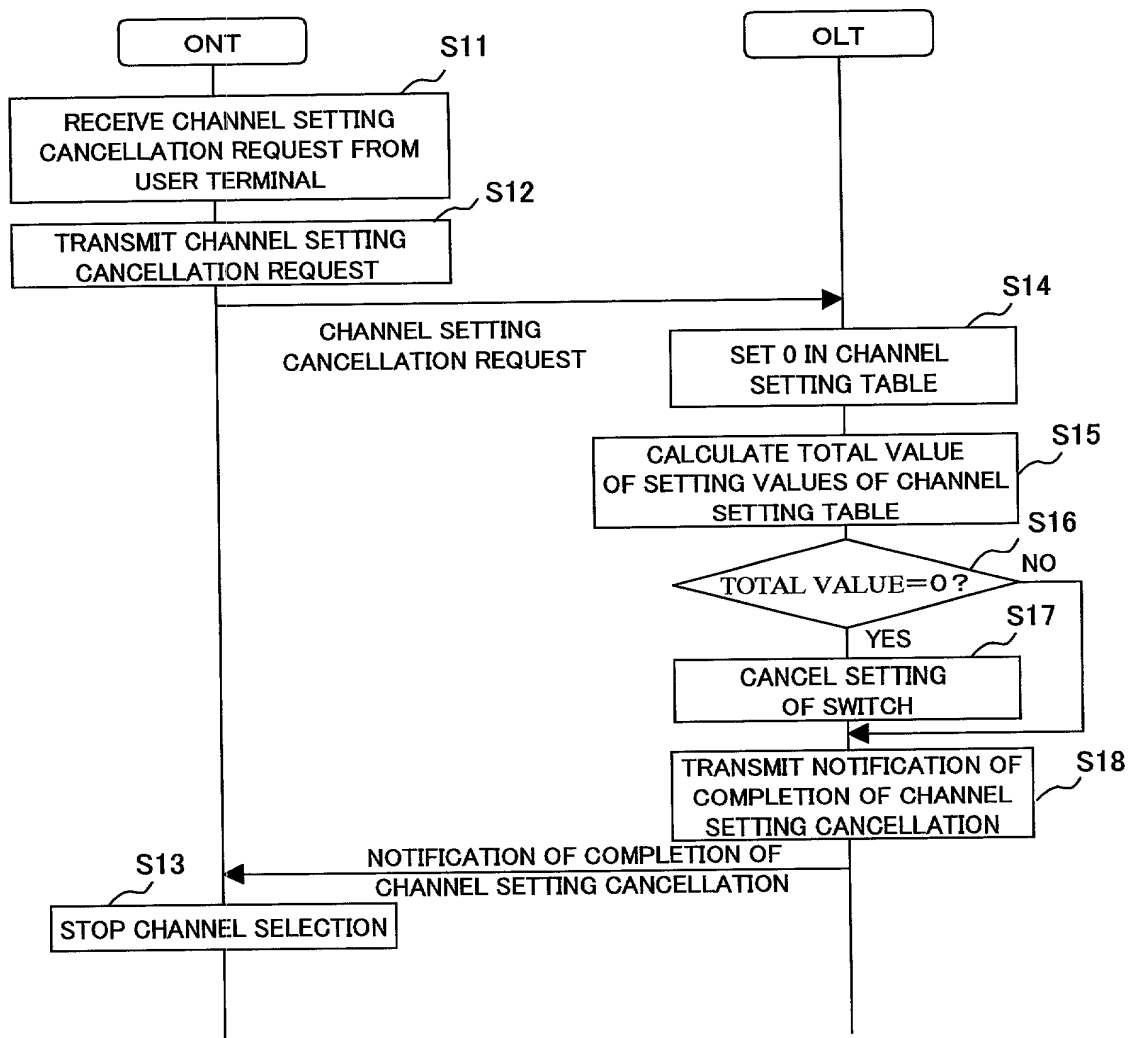 ONT
OLT
S11
RECEIVE CHANNEL SETTING
CANCELLATION REQUEST FROM
USER TERMINAL
S12
TRANSMIT CHANNEL SETTING
CANCELLATION REQUEST
CHANNEL SETTING
CANCELLATION REQUEST
S14
SET 0 IN CHANNEL
SETTING TABLE
S15
CALCULATE TOTAL VALUE
OF SETTING VALUES OF CHANNEL
SETTING TABLE
S16
TOTAL VALUE=0?
NO
YES
S17
CANCEL SETTING
OF SWITCH
S18
TRANSMIT NOTIFICATION OF
COMPLETION OF CHANNEL
SETTING CANCELLATION
NOTIFICATION OF COMPLETION OF
CHANNEL SETTING CANCELLATION
S13
STOP CHANNEL SELECTION